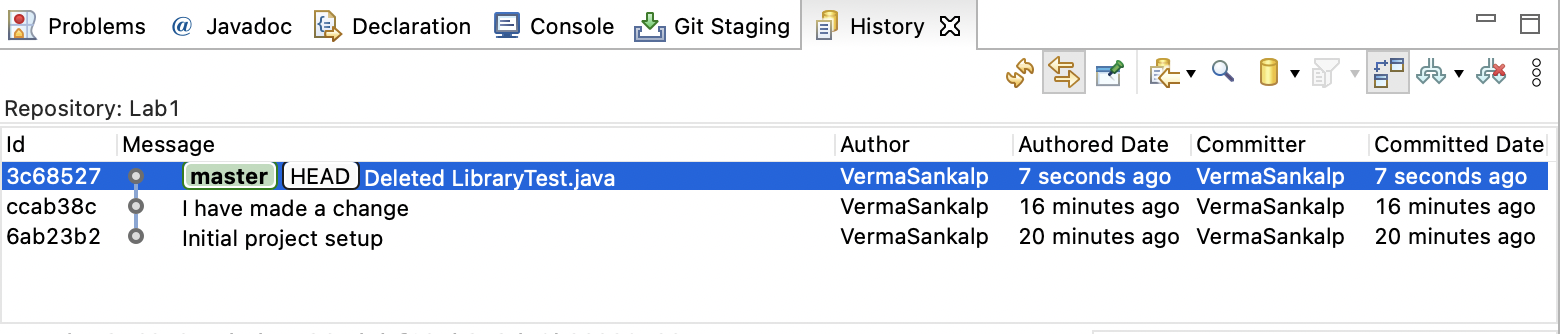 Problems @ Javadoc Declaration Console Git Staging History
Repository: Lab1
Id Message Author Authored Date Committer Committed Date
3c68527 master HEAD Deleted LibraryTest.java VermaSankalp 7 seconds ago VermaSankalp 7 seconds ago
ccab38c I have made a change VermaSankalp 16 minutes ago VermaSankalp 16 minutes ago
6ab23b2 Initial project setup VermaSankalp 20 minutes ago VermaSankalp 20 minutes ago